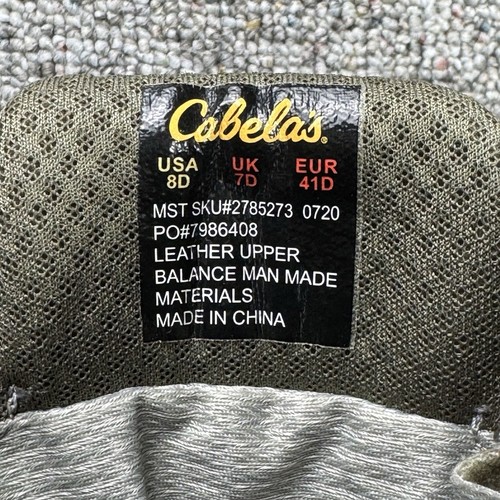 Cabela's
USA UK EUR
8D 7D 41D
MST SKU#2785273 0720
PO#7986408
LEATHER UPPER
BALANCE MAN MADE
MATERIALS
MADE IN CHINA